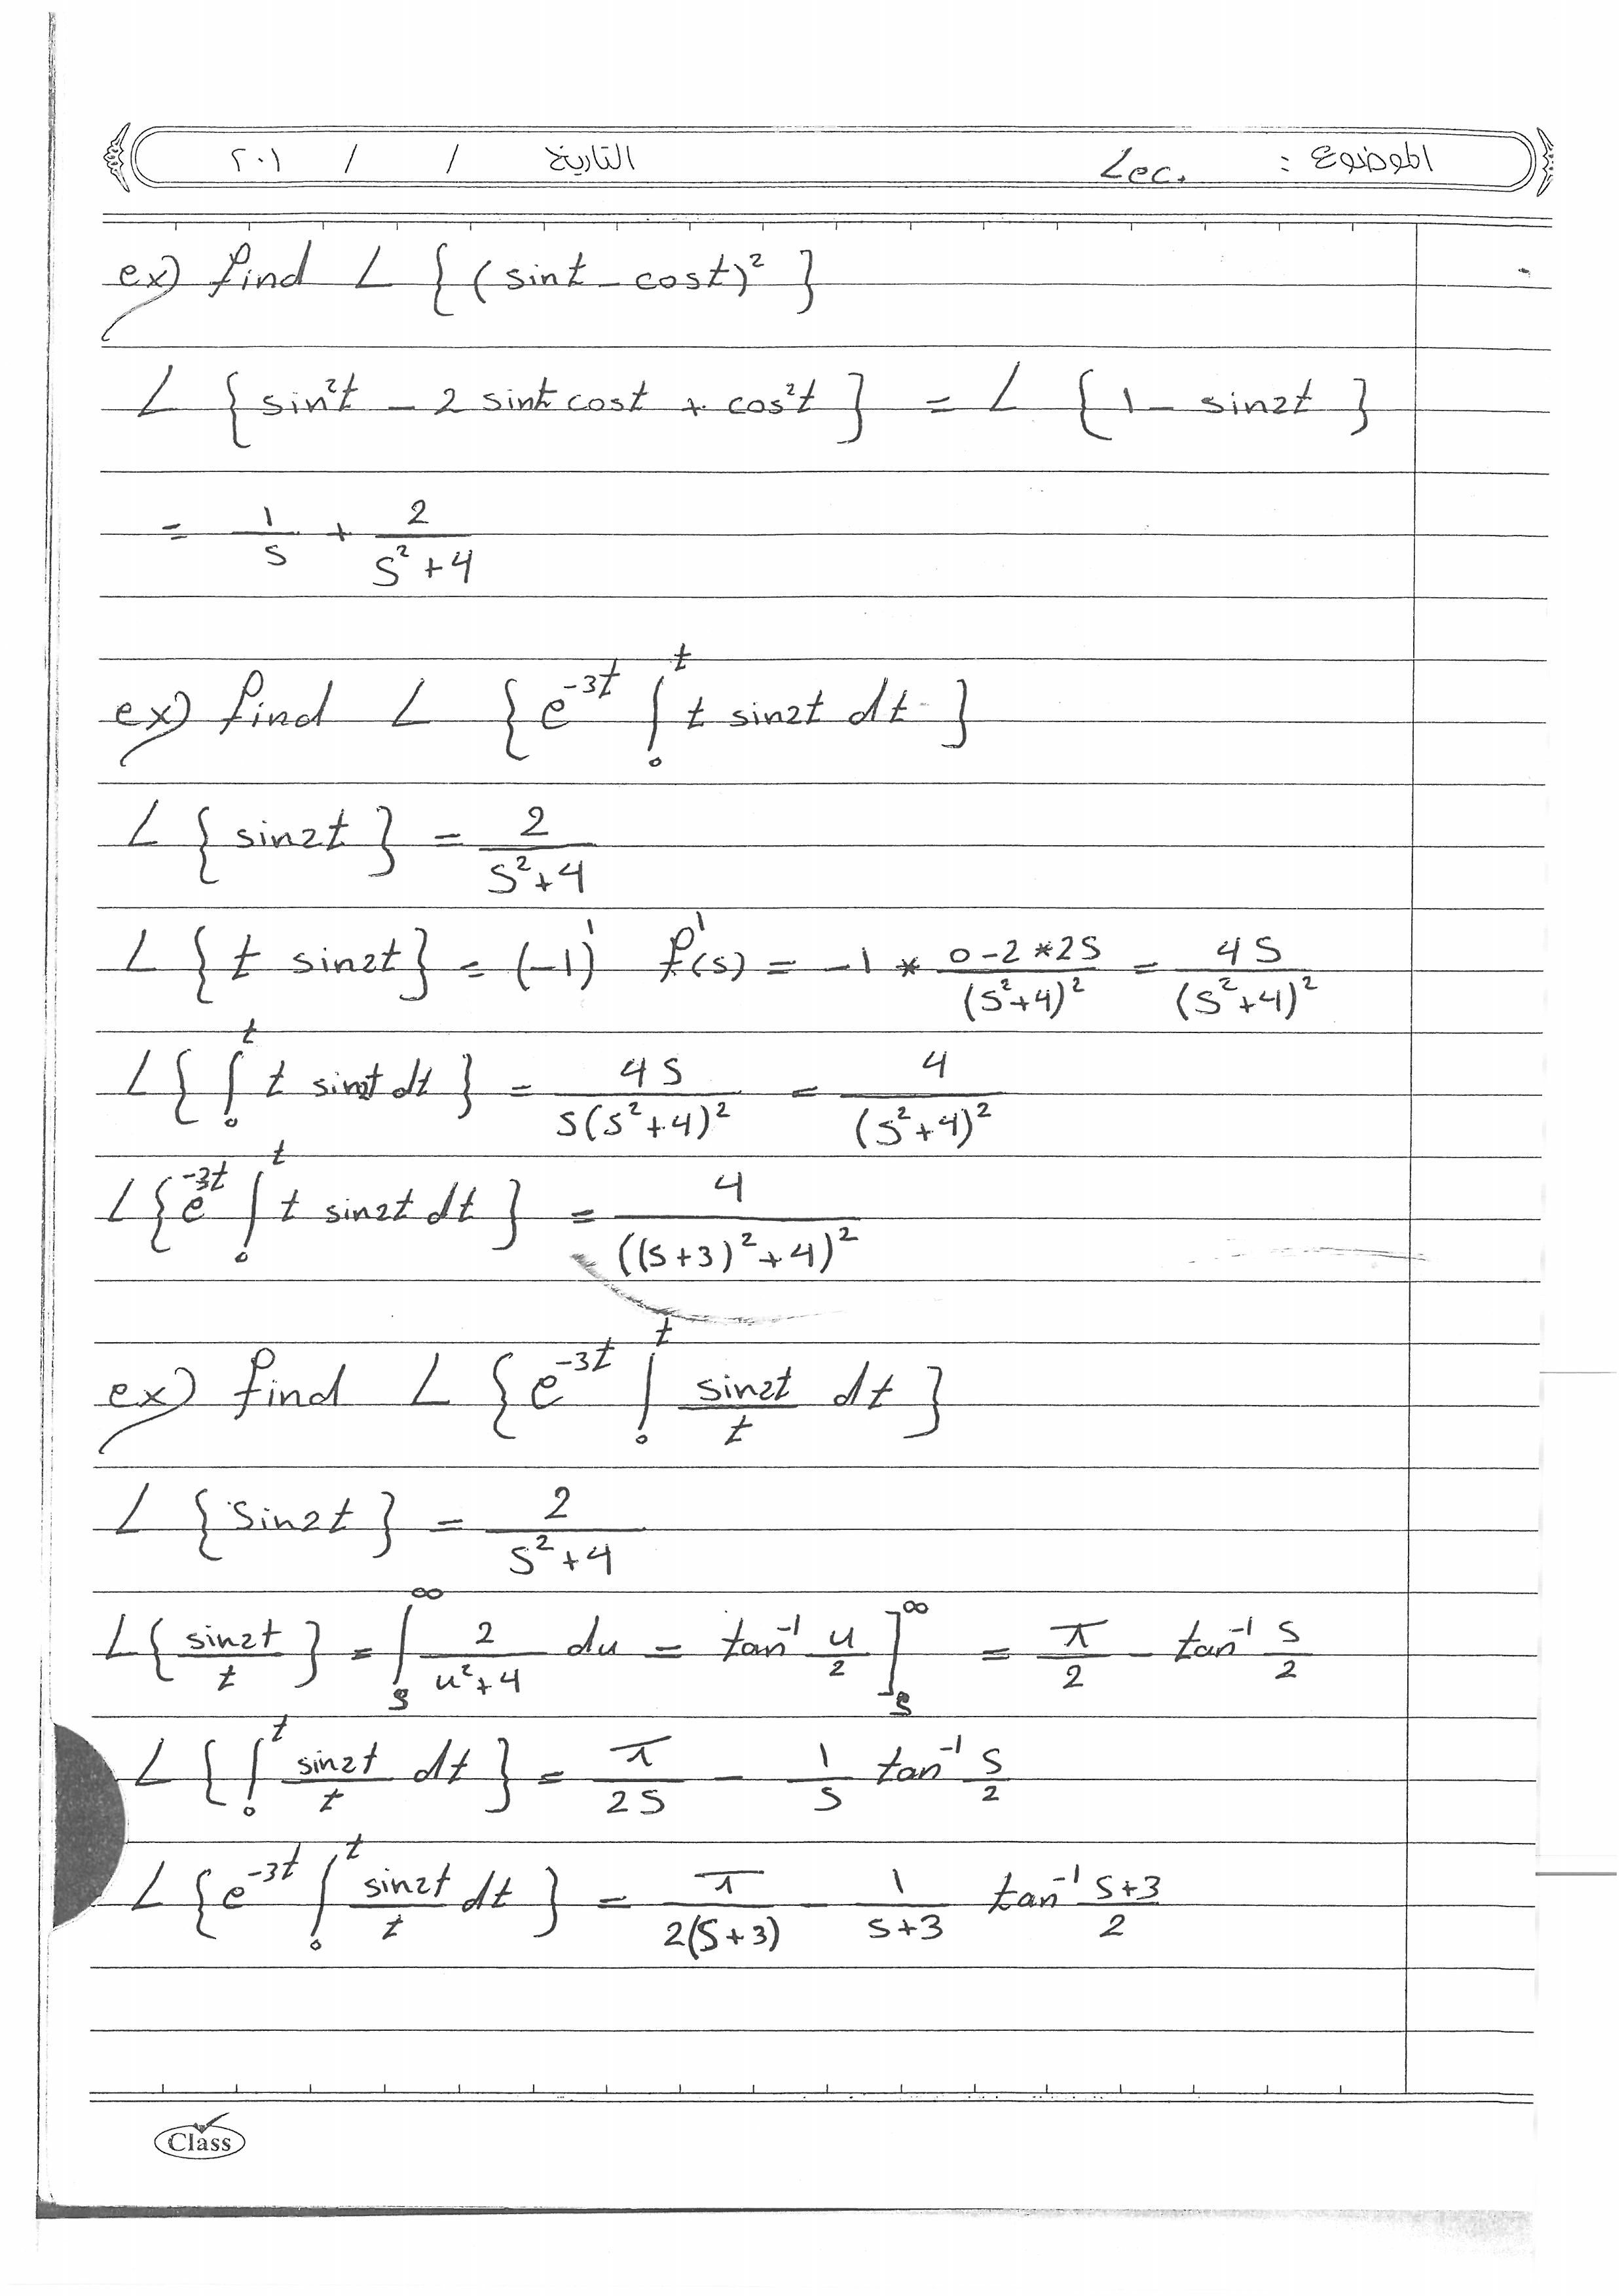 الموضوع : Lec. التاريخ / / ٢٠١
ex) find L { (sint - cost)² }
L { sin²t - 2 sint cost + cos²t } = L { 1 - sin2t }
= 1/s + 2/(s²+4)
ex) find L { e^(-3t) ∫₀ᵗ t sin2t dt }
L { sin2t } = 2/(s²+4)
L { t sin2t } = (-1)¹ f'(s) = -1 * (0-2*2s)/(s²+4)² = 4s/(s²+4)²
L { ∫₀ᵗ t sin2t dt } = 4s/(s(s²+4)²) = 4/(s²+4)²
L { e^(-3t) ∫₀ᵗ t sin2t dt } = 4/((s+3)²+4)²
ex) find L { e^(-3t) ∫₀ᵗ sin2t/t dt }
L { sin2t } = 2/(s²+4)
L { sin2t/t } = ∫ₛ^∞ 2/(u²+4) du = tan⁻¹ u/2 ]ₛ^∞ = π/2 - tan⁻¹ s/2
L { ∫₀ᵗ sin2t/t dt } = π/2s - 1/s tan⁻¹ s/2
L { e^(-3t) ∫₀ᵗ sin2t/t dt } = π/(2(s+3)) - 1/(s+3) tan⁻¹ (s+3)/2
Class